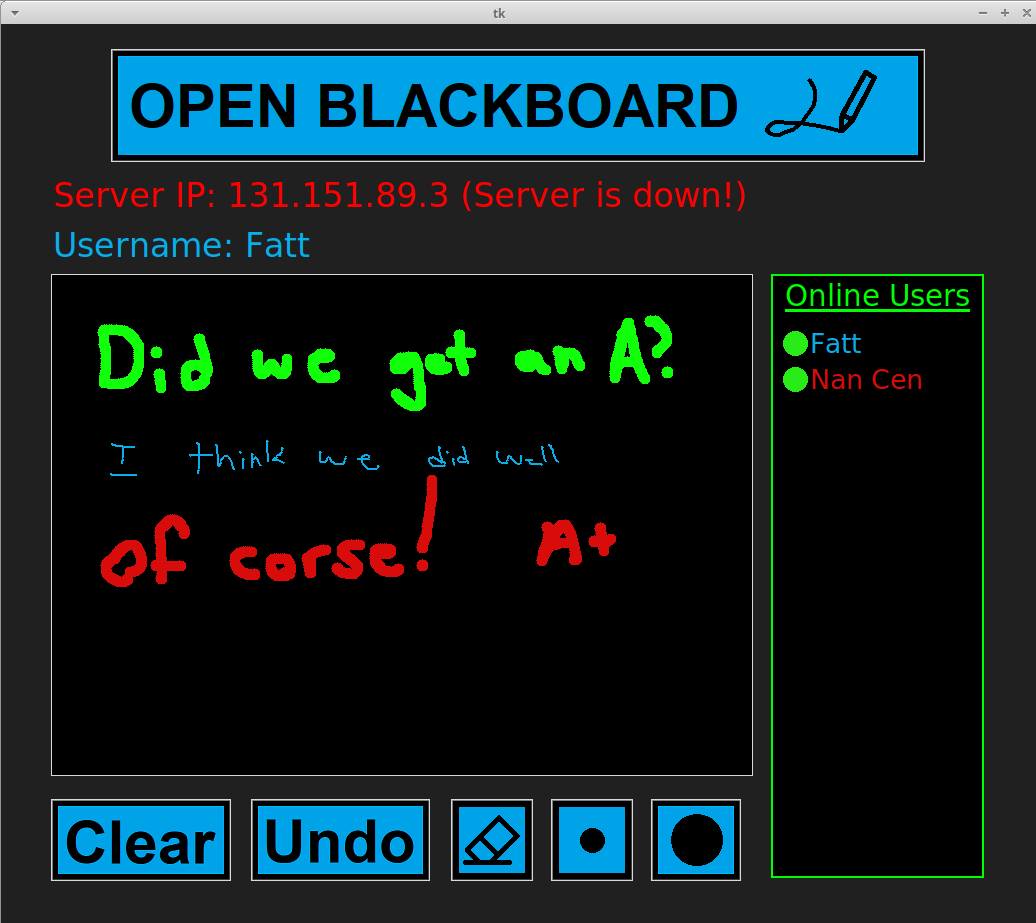 tk
OPEN BLACKBOARD
Server IP: 131.151.89.3 (Server is down!)
Username: Fatt
Did we get an A?
I think we did well
Of corse! A+
Online Users
Fatt
Nan Cen
Clear Undo